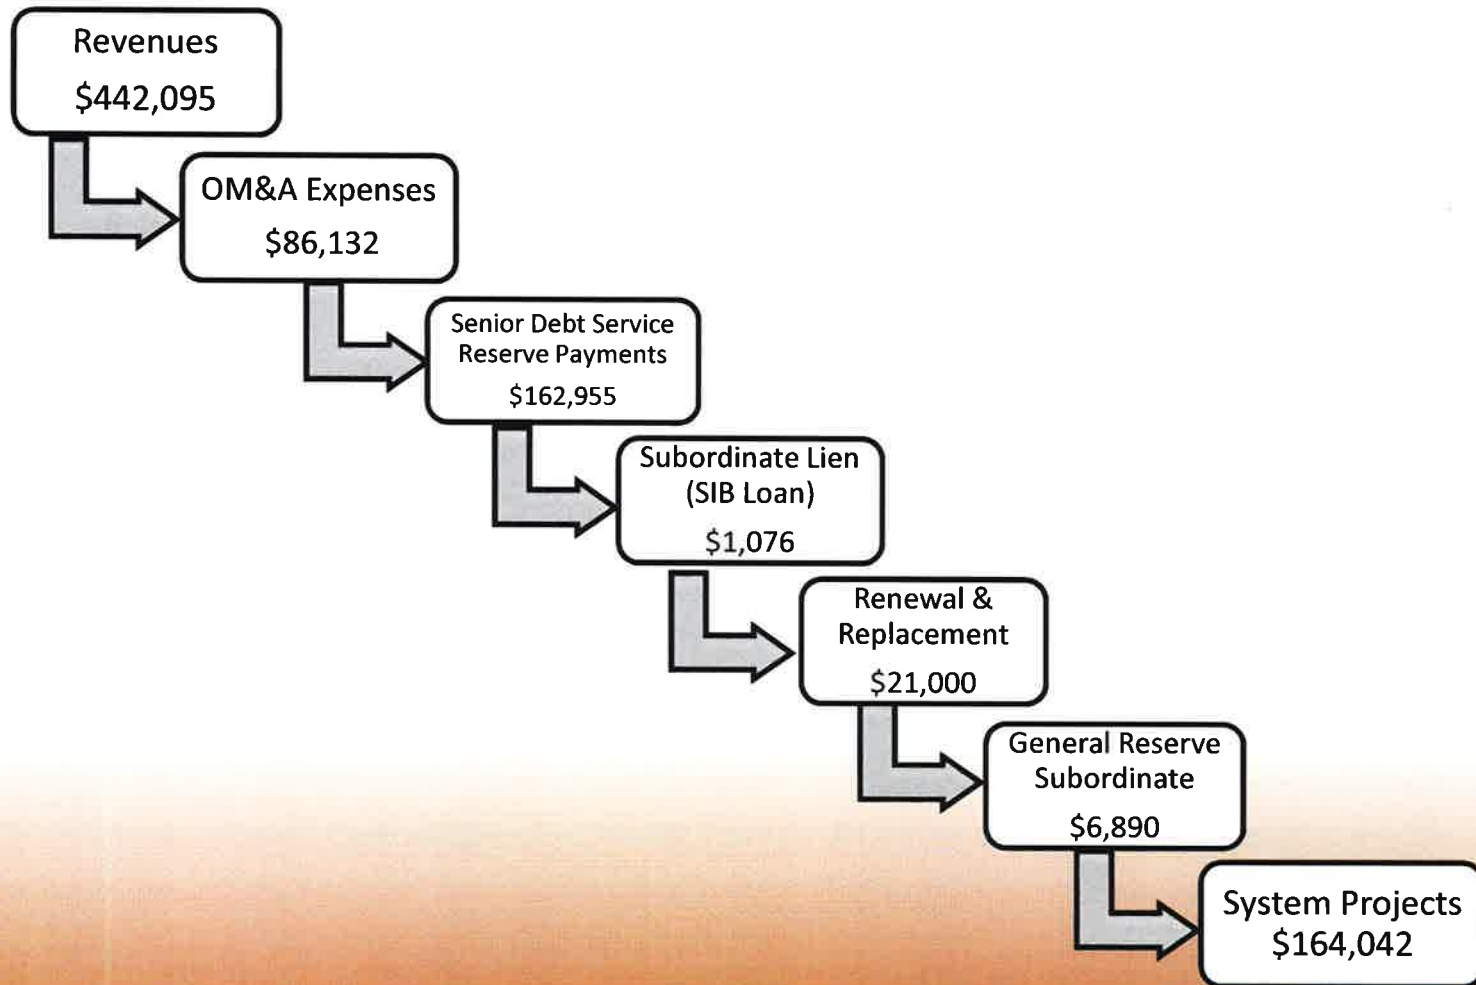 Revenues
$442,095
OM&A Expenses
$86,132
Senior Debt Service
Reserve Payments
$162,955
Subordinate Lien
(SIB Loan)
$1,076
Renewal &
Replacement
$21,000
General Reserve
Subordinate
$6,890
System Projects
$164,042